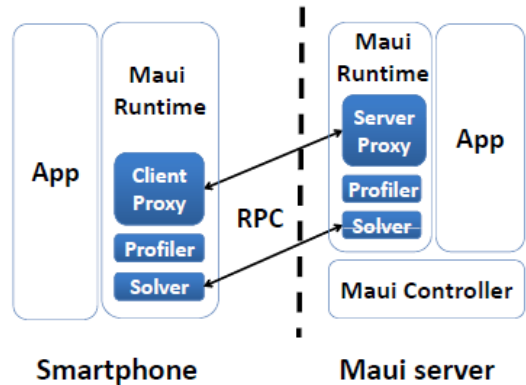 App
Maui
Runtime
Client
Proxy
Profiler
Solver
RPC
Maui
Runtime
Server
Proxy
Profiler
Solver
App
Maui Controller
Smartphone
Maui server